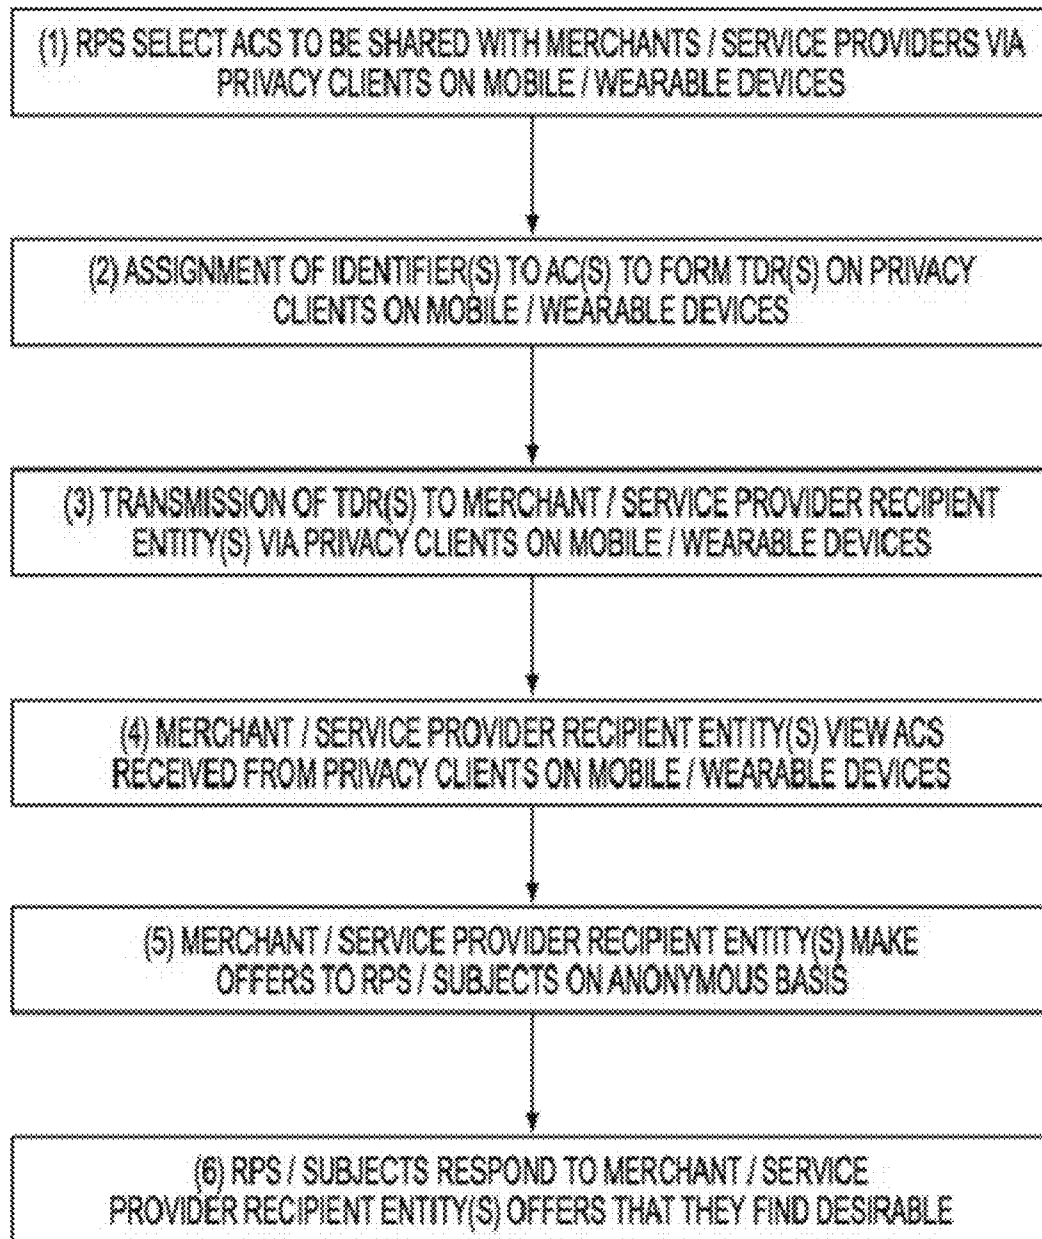 (1) RPS SELECT ACS TO BE SHARED WITH MERCHANTS / SERVICE PROVIDERS VIA
PRIVACY CLIENTS ON MOBILE / WEARABLE DEVICES
(2) ASSIGNMENT OF IDENTIFIER(S) TO AC(S) TO FORM TDR(S) ON PRIVACY
CLIENTS ON MOBILE / WEARABLE DEVICES
(3) TRANSMISSION OF TDR(S) TO MERCHANT / SERVICE PROVIDER RECIPIENT
ENTITY(S) VIA PRIVACY CLIENTS ON MOBILE / WEARABLE DEVICES
(4) MERCHANT / SERVICE PROVIDER RECIPIENT ENTITY(S) VIEW ACS
RECEIVED FROM PRIVACY CLIENTS ON MOBILE / WEARABLE DEVICES
(5) MERCHANT / SERVICE PROVIDER RECIPIENT ENTITY(S) MAKE
OFFERS TO RPS / SUBJECTS ON ANONYMOUS BASIS
(6) RPS / SUBJECTS RESPOND TO MERCHANT / SERVICE
PROVIDER RECIPIENT ENTITY(S) OFFERS THAT THEY FIND DESIRABLE